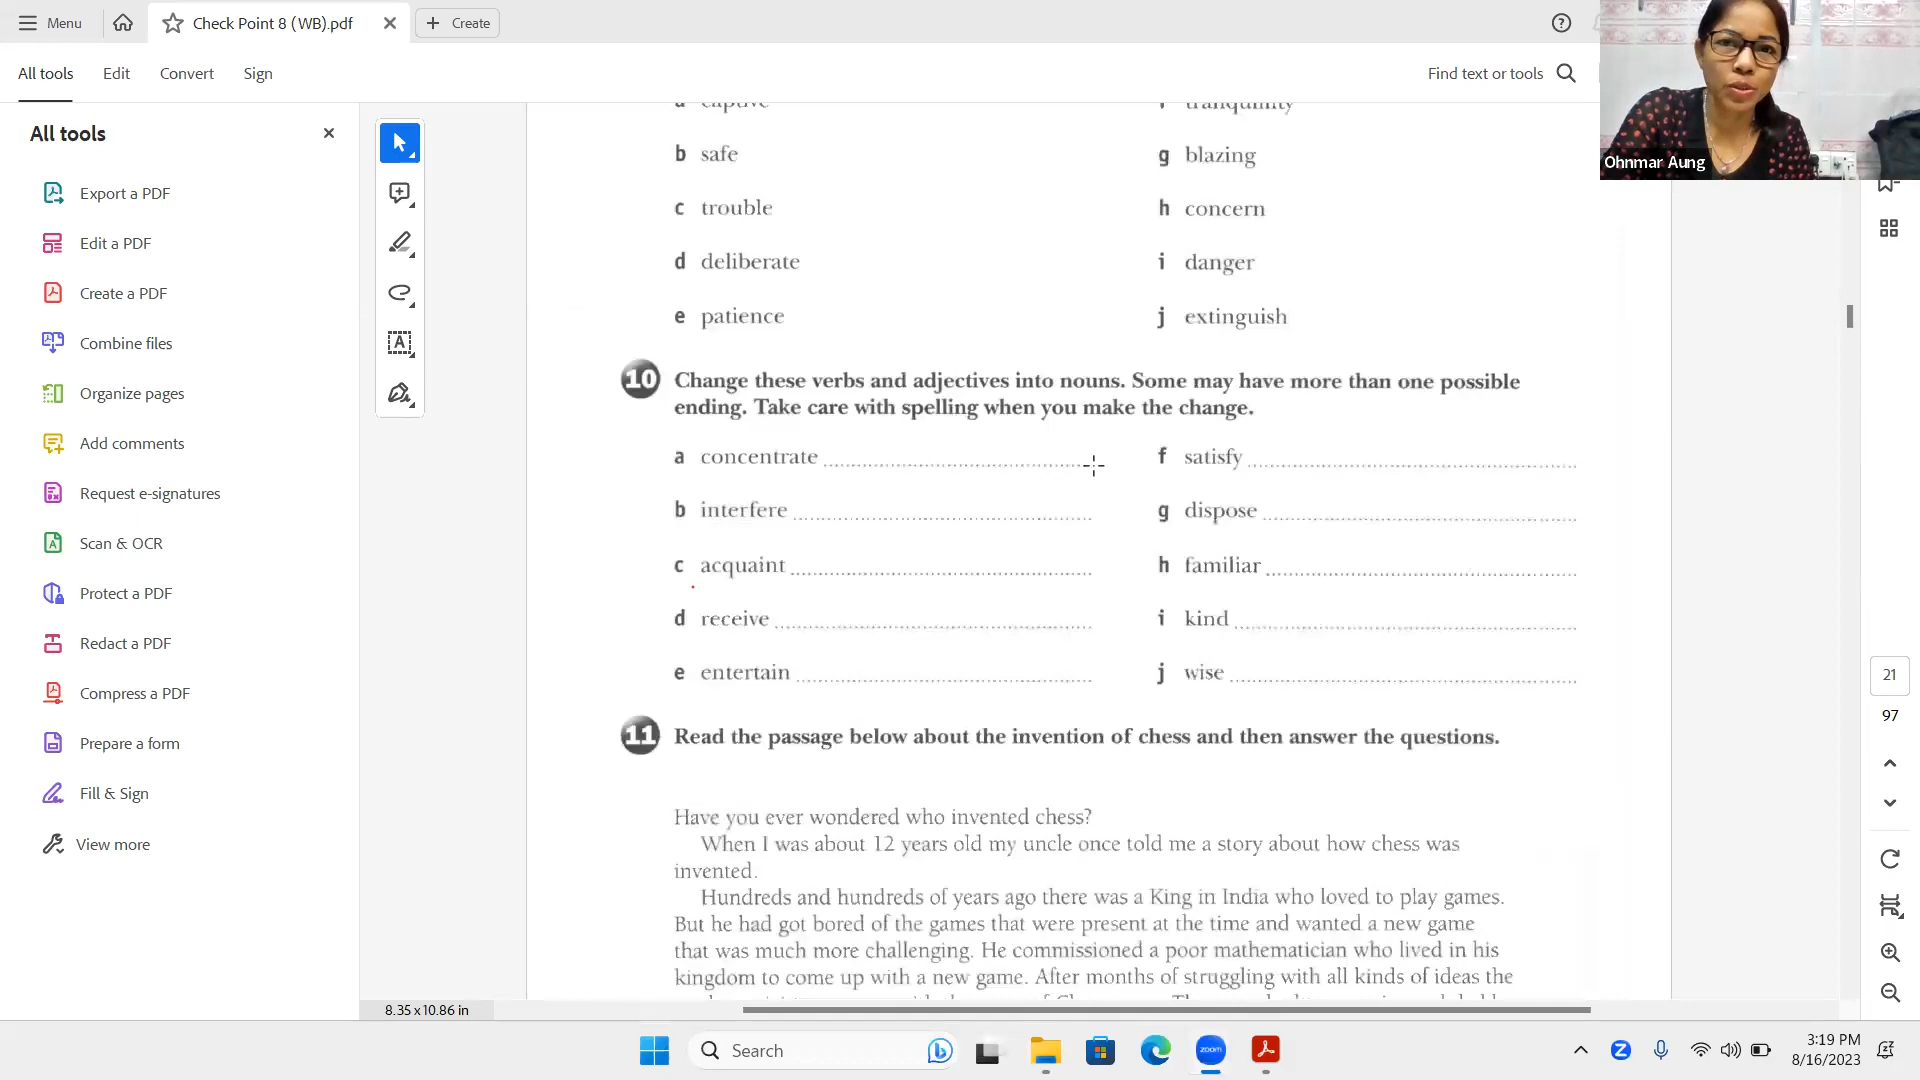 Menu
Check Point 8 (WB).pdf
Create
All tools
Edit
Convert
Sign
Find text or tools
Ohnmar Aung
All tools
Export a PDF
Edit a PDF
Create a PDF
Combine files
Organize pages
Add comments
Request e-signatures
Scan & OCR
Protect a PDF
Redact a PDF
Compress a PDF
Prepare a form
Fill & Sign
View more
a captive
f tranquility
b safe
g blazing
c trouble
h concern
d deliberate
i danger
e patience
j extinguish
10 Change these verbs and adjectives into nouns. Some may have more than one possible
ending. Take care with spelling when you make the change.
a concentrate
f satisfy
b interfere
g dispose
c acquaint
h familiar
d receive
i kind
e entertain
j wise
11 Read the passage below about the invention of chess and then answer the questions.
Have you ever wondered who invented chess?
When I was about 12 years old my uncle once told me a story about how chess was
invented.
Hundreds and hundreds of years ago there was a King in India who loved to play games.
But he had got bored of the games that were present at the time and wanted a new game
that was much more challenging. He commissioned a poor mathematician who lived in his
kingdom to come up with a new game. After months of struggling with all kinds of ideas the
21
97
8.35 x 10.86 in
Search
zoom
3:19 PM
8/16/2023